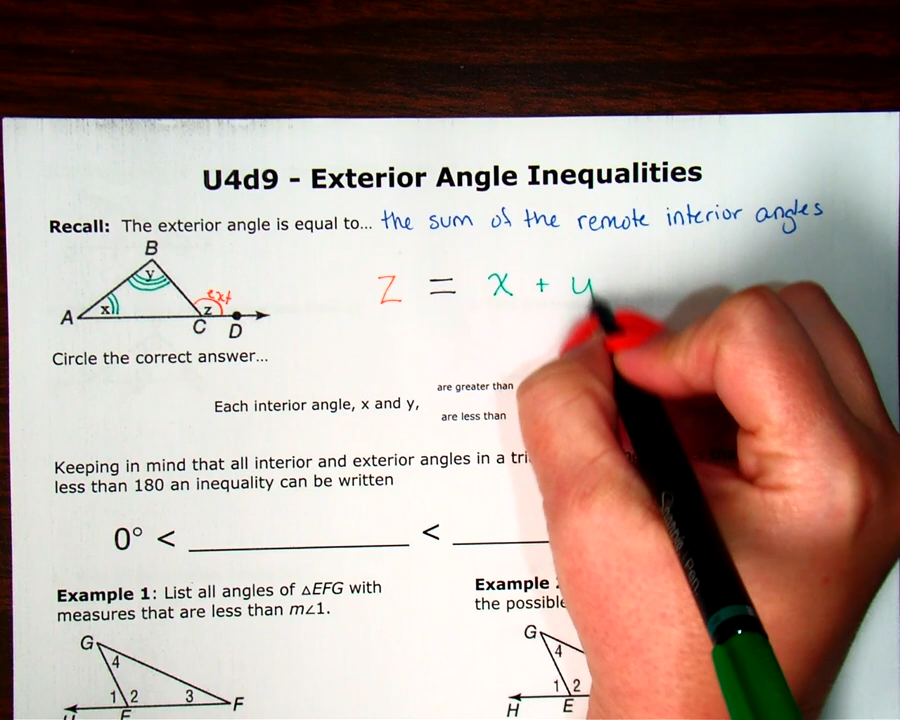 U4d9 - Exterior Angle Inequalities
Recall: The exterior angle is equal to... the sum of the remote interior angles
B
y
ext
x
z
A
C
D
z = x + y
Circle the correct answer...
are greater than
Each interior angle, x and y,
are less than
Keeping in mind that all interior and exterior angles in a
less than 180 an inequality can be written
0° < ____________ < ______
Example 1: List all angles of △EFG with
measures that are less than m∠1.
Example
the possible
G
4
1 2
3
F
G
4
1 2
H
E